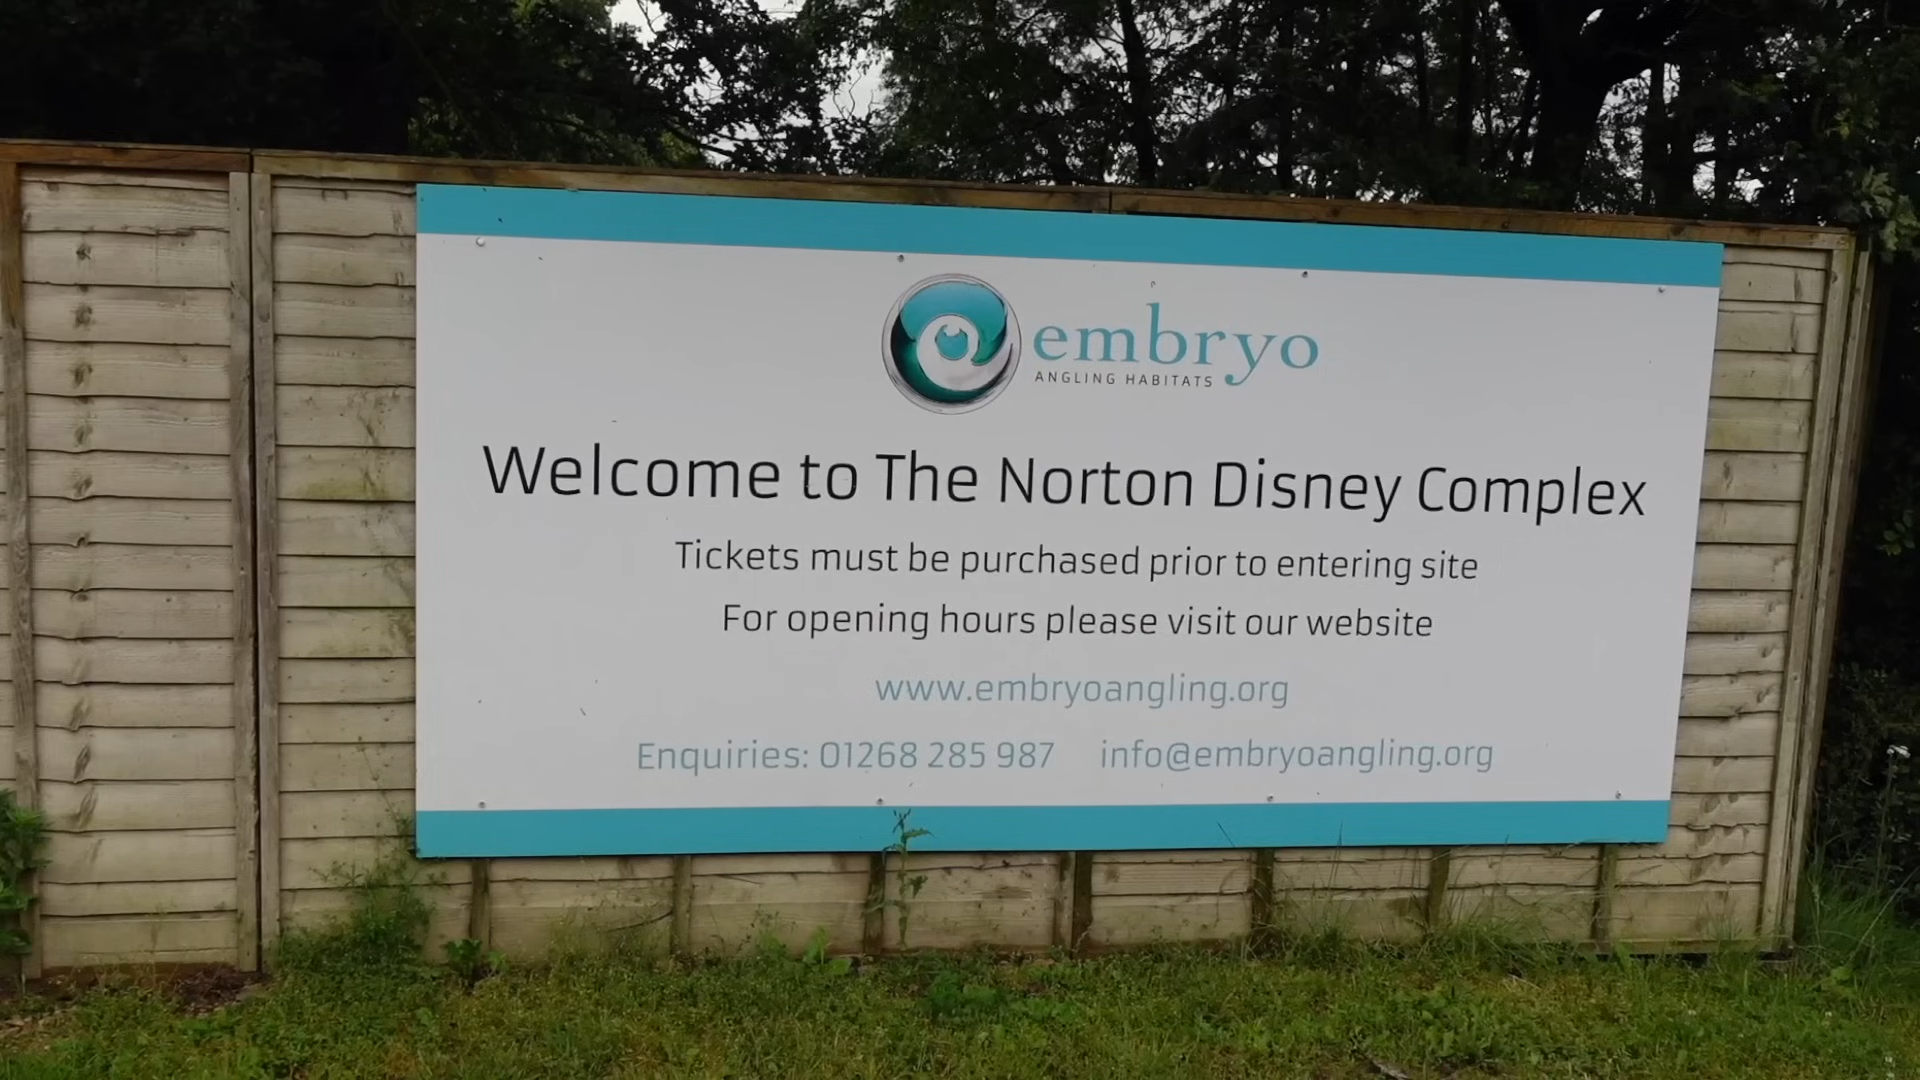 embryo
ANGLING HABITATS
Welcome to The Norton Disney Complex
Tickets must be purchased prior to entering site
For opening hours please visit our website
www.embryoangling.org
Enquiries: 01268 285 987 info@embryoangling.org